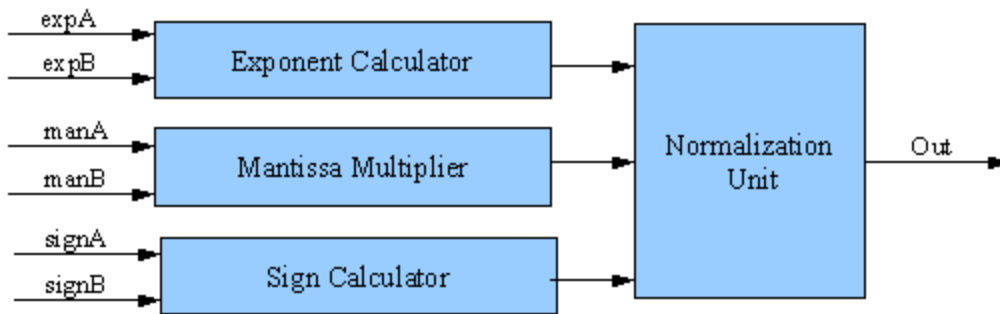 expA
expB
Exponent Calculator
manA
manB
Mantissa Multiplier
signA
signB
Sign Calculator
Normalization
Unit
Out